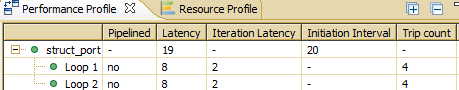 Performance Profile Resource Profile
Pipelined Latency Iteration Latency Initiation Interval Trip count
struct_port - 19 - 20 -
Loop 1 no 8 2 - 4
Loop 2 no 8 2 - 4